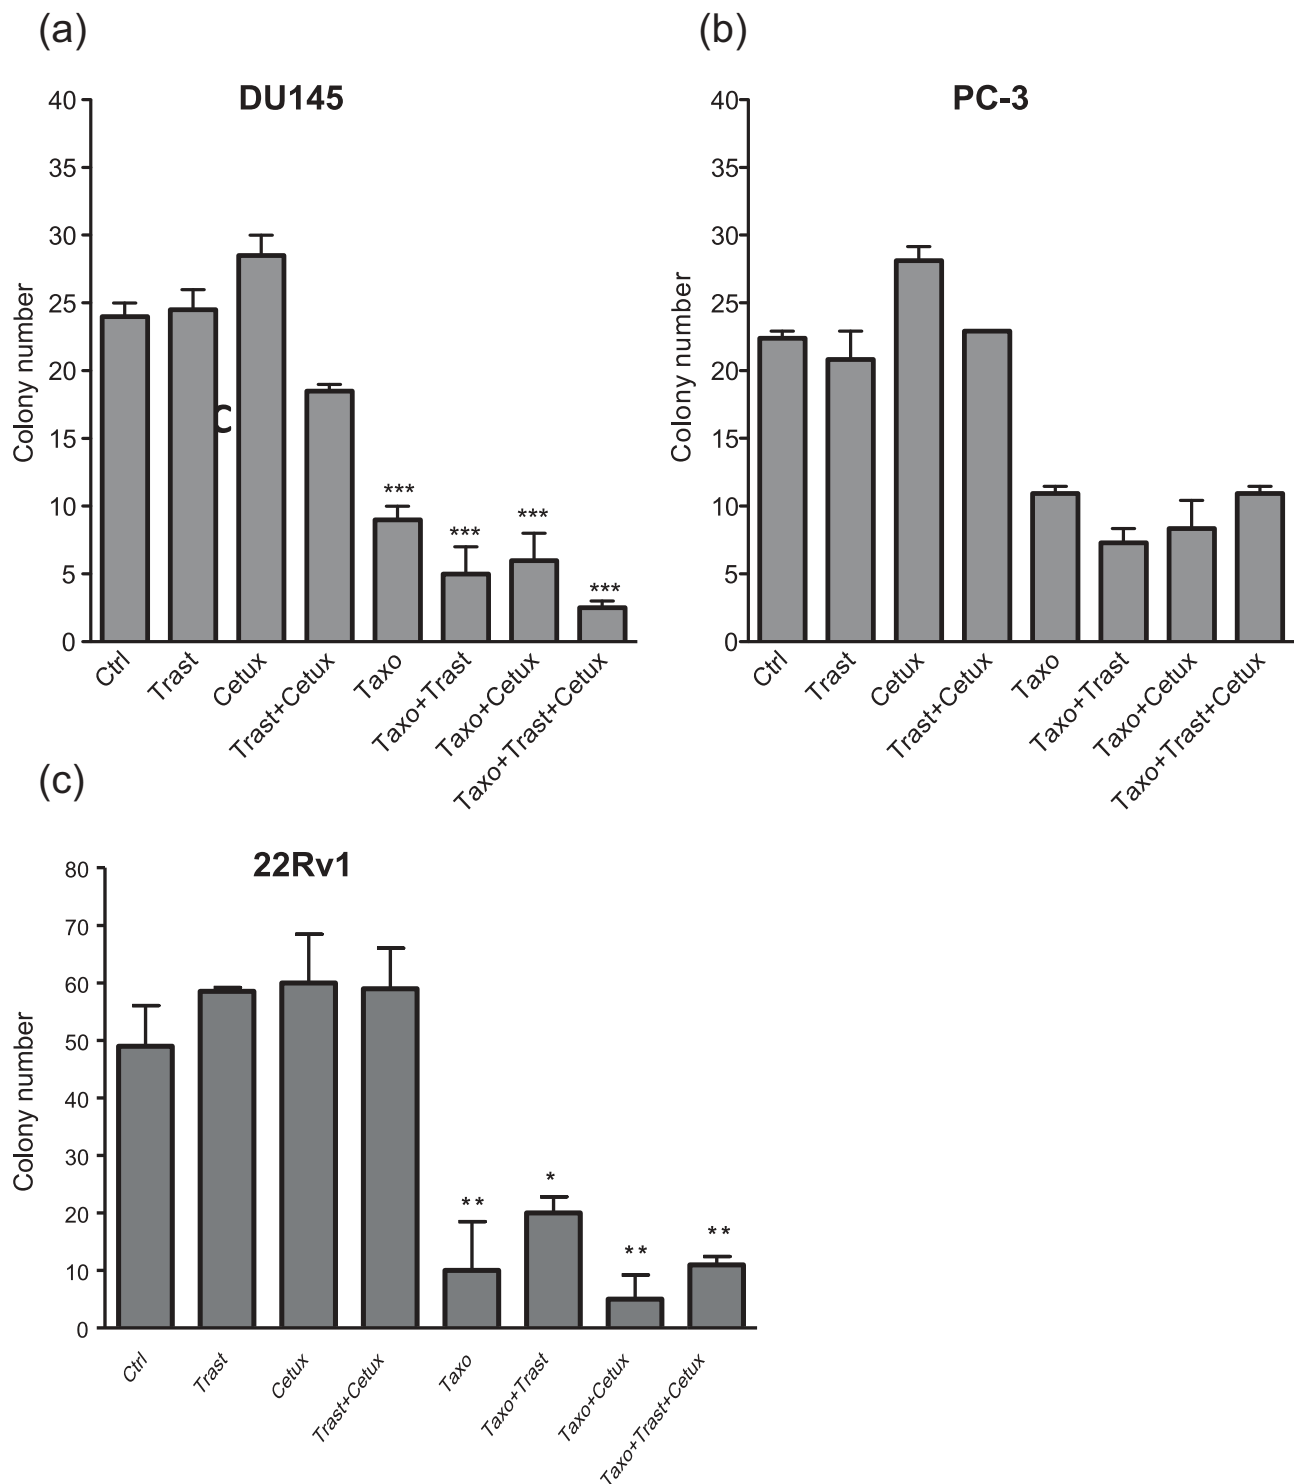 (a)
DU145
40
35
30
25
20
15
10
5
0
Colony number
C
***
***
***
***
Ctrl
Trast
Cetux
Trast+Cetux
Taxo
Taxo+Trast
Taxo+Cetux
Taxo+Trast+Cetux
(b)
PC-3
40
35
30
25
20
15
10
5
0
Colony number
Ctrl
Trast
Cetux
Trast+Cetux
Taxo
Taxo+Trast
Taxo+Cetux
Taxo+Trast+Cetux
(c)
22Rv1
80
70
60
50
40
30
20
10
0
Colony number
**
*
**
**
Ctrl
Trast
Cetux
Trast+Cetux
Taxo
Taxo+Trast
Taxo+Cetux
Taxo+Trast+Cetux